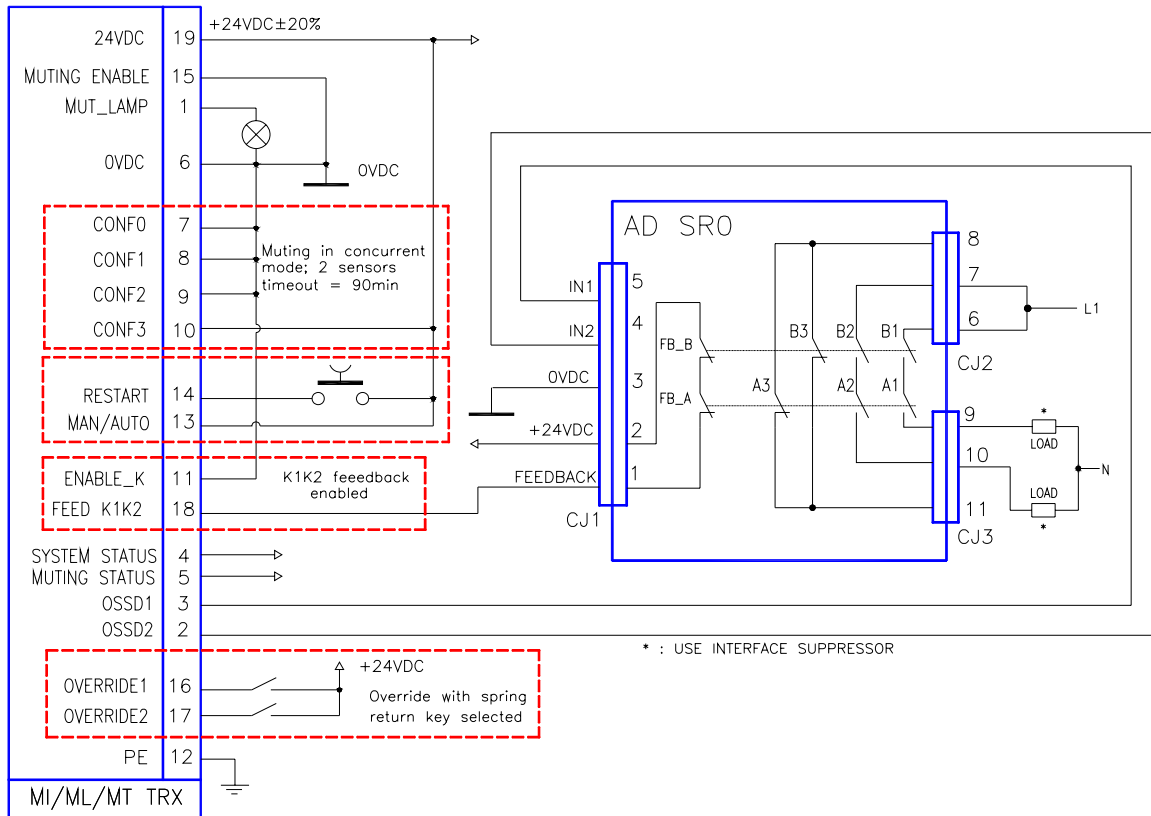 +24VDC±20%
24VDC 19
MUTING ENABLE 15
MUT_LAMP 1
0VDC 6
0VDC
CONF0 7
CONF1 8
CONF2 9
CONF3 10
Muting in concurrent
mode; 2 sensors
timeout = 90min
RESTART 14
MAN/AUTO 13
ENABLE_K 11
FEED K1K2 18
K1K2 feeedback
enabled
SYSTEM STATUS 4
MUTING STATUS 5
OSSD1 3
OSSD2 2
OVERRIDE1 16
OVERRIDE2 17
+24VDC
Override with spring
return key selected
PE 12
MI/ML/MT TRX
AD SR0
IN1 5
IN2 4
0VDC 3
+24VDC 2
FEEDBACK 1
CJ1
FB_B
FB_A
B3 B2 B1
A3 A2 A1
8
7
6
CJ2
L1
9
10
11
CJ3
*
LOAD
N
LOAD
*
* : USE INTERFACE SUPPRESSOR